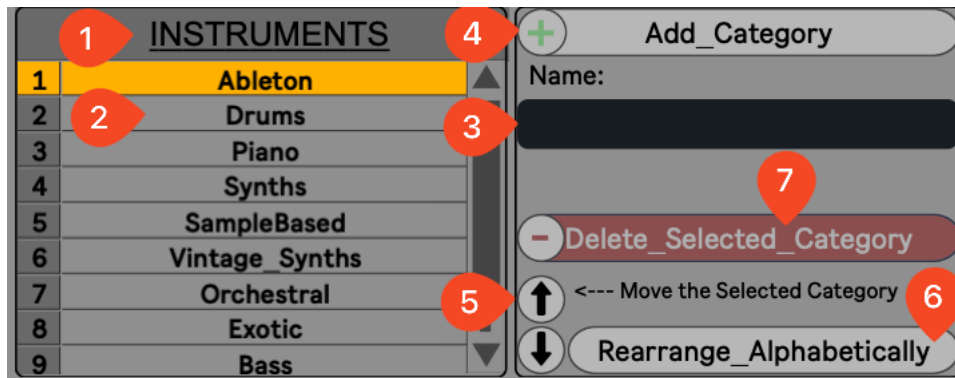 1 INSTRUMENTS
1 Ableton
2 2 Drums
3 Piano
4 Synths
5 SampleBased
6 Vintage_Synths
7 Orchestral
8 Exotic
9 Bass
4 + Add_Category
Name:
3
7
- Delete_Selected_Category
5 <--- Move the Selected Category 6
Rearrange_Alphabetically